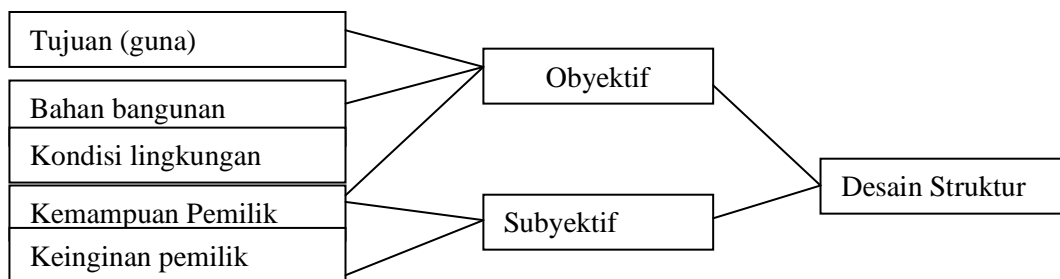 Tujuan (guna)
Bahan bangunan
Kondisi lingkungan
Kemampuan Pemilik
Keinginan pemilik
Obyektif
Subyektif
Desain Struktur